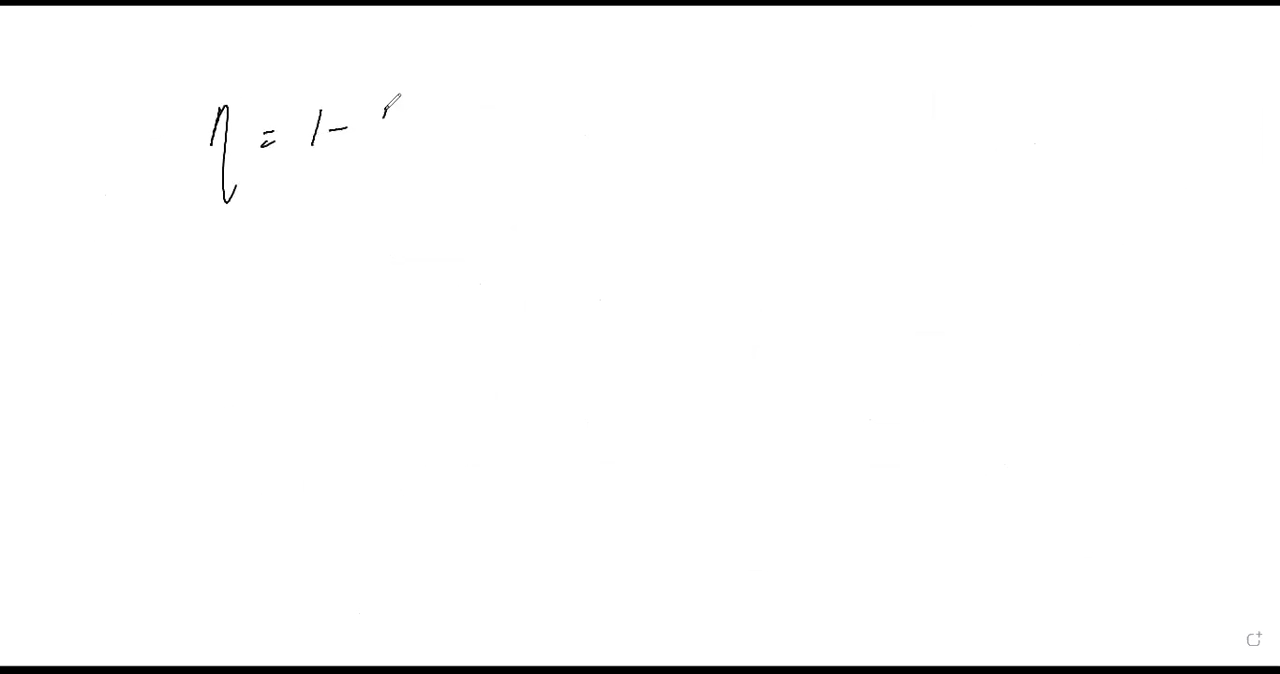 η = 1 -